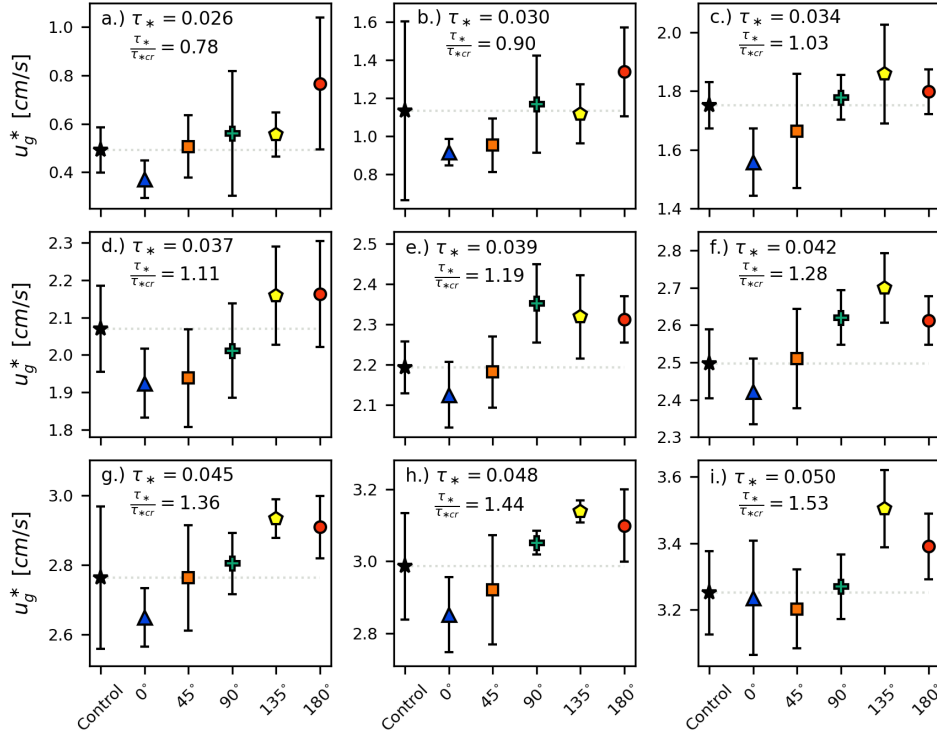 a.) τ∗ = 0.026
τ∗/τ∗cr = 0.78
b.) τ∗ = 0.030
τ∗/τ∗cr = 0.90
c.) τ∗ = 0.034
τ∗/τ∗cr = 1.03
u_g^* [cm/s]
1.0
0.8
0.6
0.4
1.6
1.4
1.2
1.0
0.8
2.0
1.8
1.6
1.4
d.) τ∗ = 0.037
τ∗/τ∗cr = 1.11
e.) τ∗ = 0.039
τ∗/τ∗cr = 1.19
f.) τ∗ = 0.042
τ∗/τ∗cr = 1.28
u_g^* [cm/s]
2.3
2.2
2.1
2.0
1.9
1.8
2.5
2.4
2.3
2.2
2.1
2.8
2.7
2.6
2.5
2.4
2.3
g.) τ∗ = 0.045
τ∗/τ∗cr = 1.36
h.) τ∗ = 0.048
τ∗/τ∗cr = 1.44
i.) τ∗ = 0.050
τ∗/τ∗cr = 1.53
u_g^* [cm/s]
3.0
2.8
2.6
3.2
3.0
2.8
3.6
3.4
3.2
Control 0° 45° 90° 135° 180°
Control 0° 45° 90° 135° 180°
Control 0° 45° 90° 135° 180°